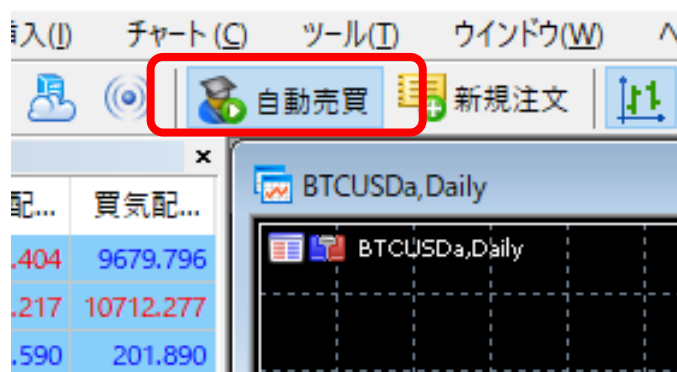 入(I) チャート(C) ツール(T) ウインドウ(W) ヘ
自動売買 新規注文
配... 買気配...
BTCUSDa,Daily
BTCUSDa,Daily
.404 9679.796
.217 10712.277
.590 201.890